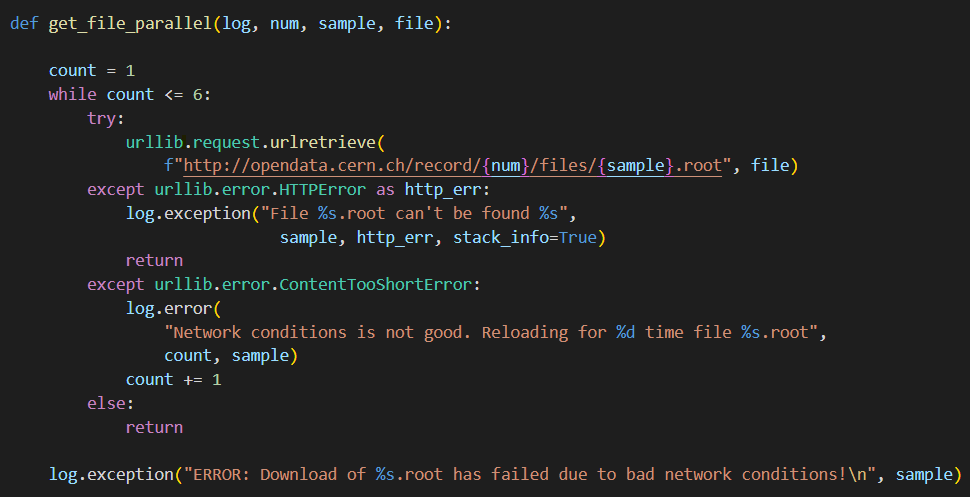 def get_file_parallel(log, num, sample, file):
count = 1
while count <= 6:
try:
urllib.request.urlretrieve(
f"http://opendata.cern.ch/record/{num}/files/{sample}.root", file)
except urllib.error.HTTPError as http_err:
log.exception("File %s.root can't be found %s",
sample, http_err, stack_info=True)
return
except urllib.error.ContentTooShortError:
log.error(
"Network conditions is not good. Reloading for %d time file %s.root",
count, sample)
count += 1
else:
return
log.exception("ERROR: Download of %s.root has failed due to bad network conditions!\n", sample)